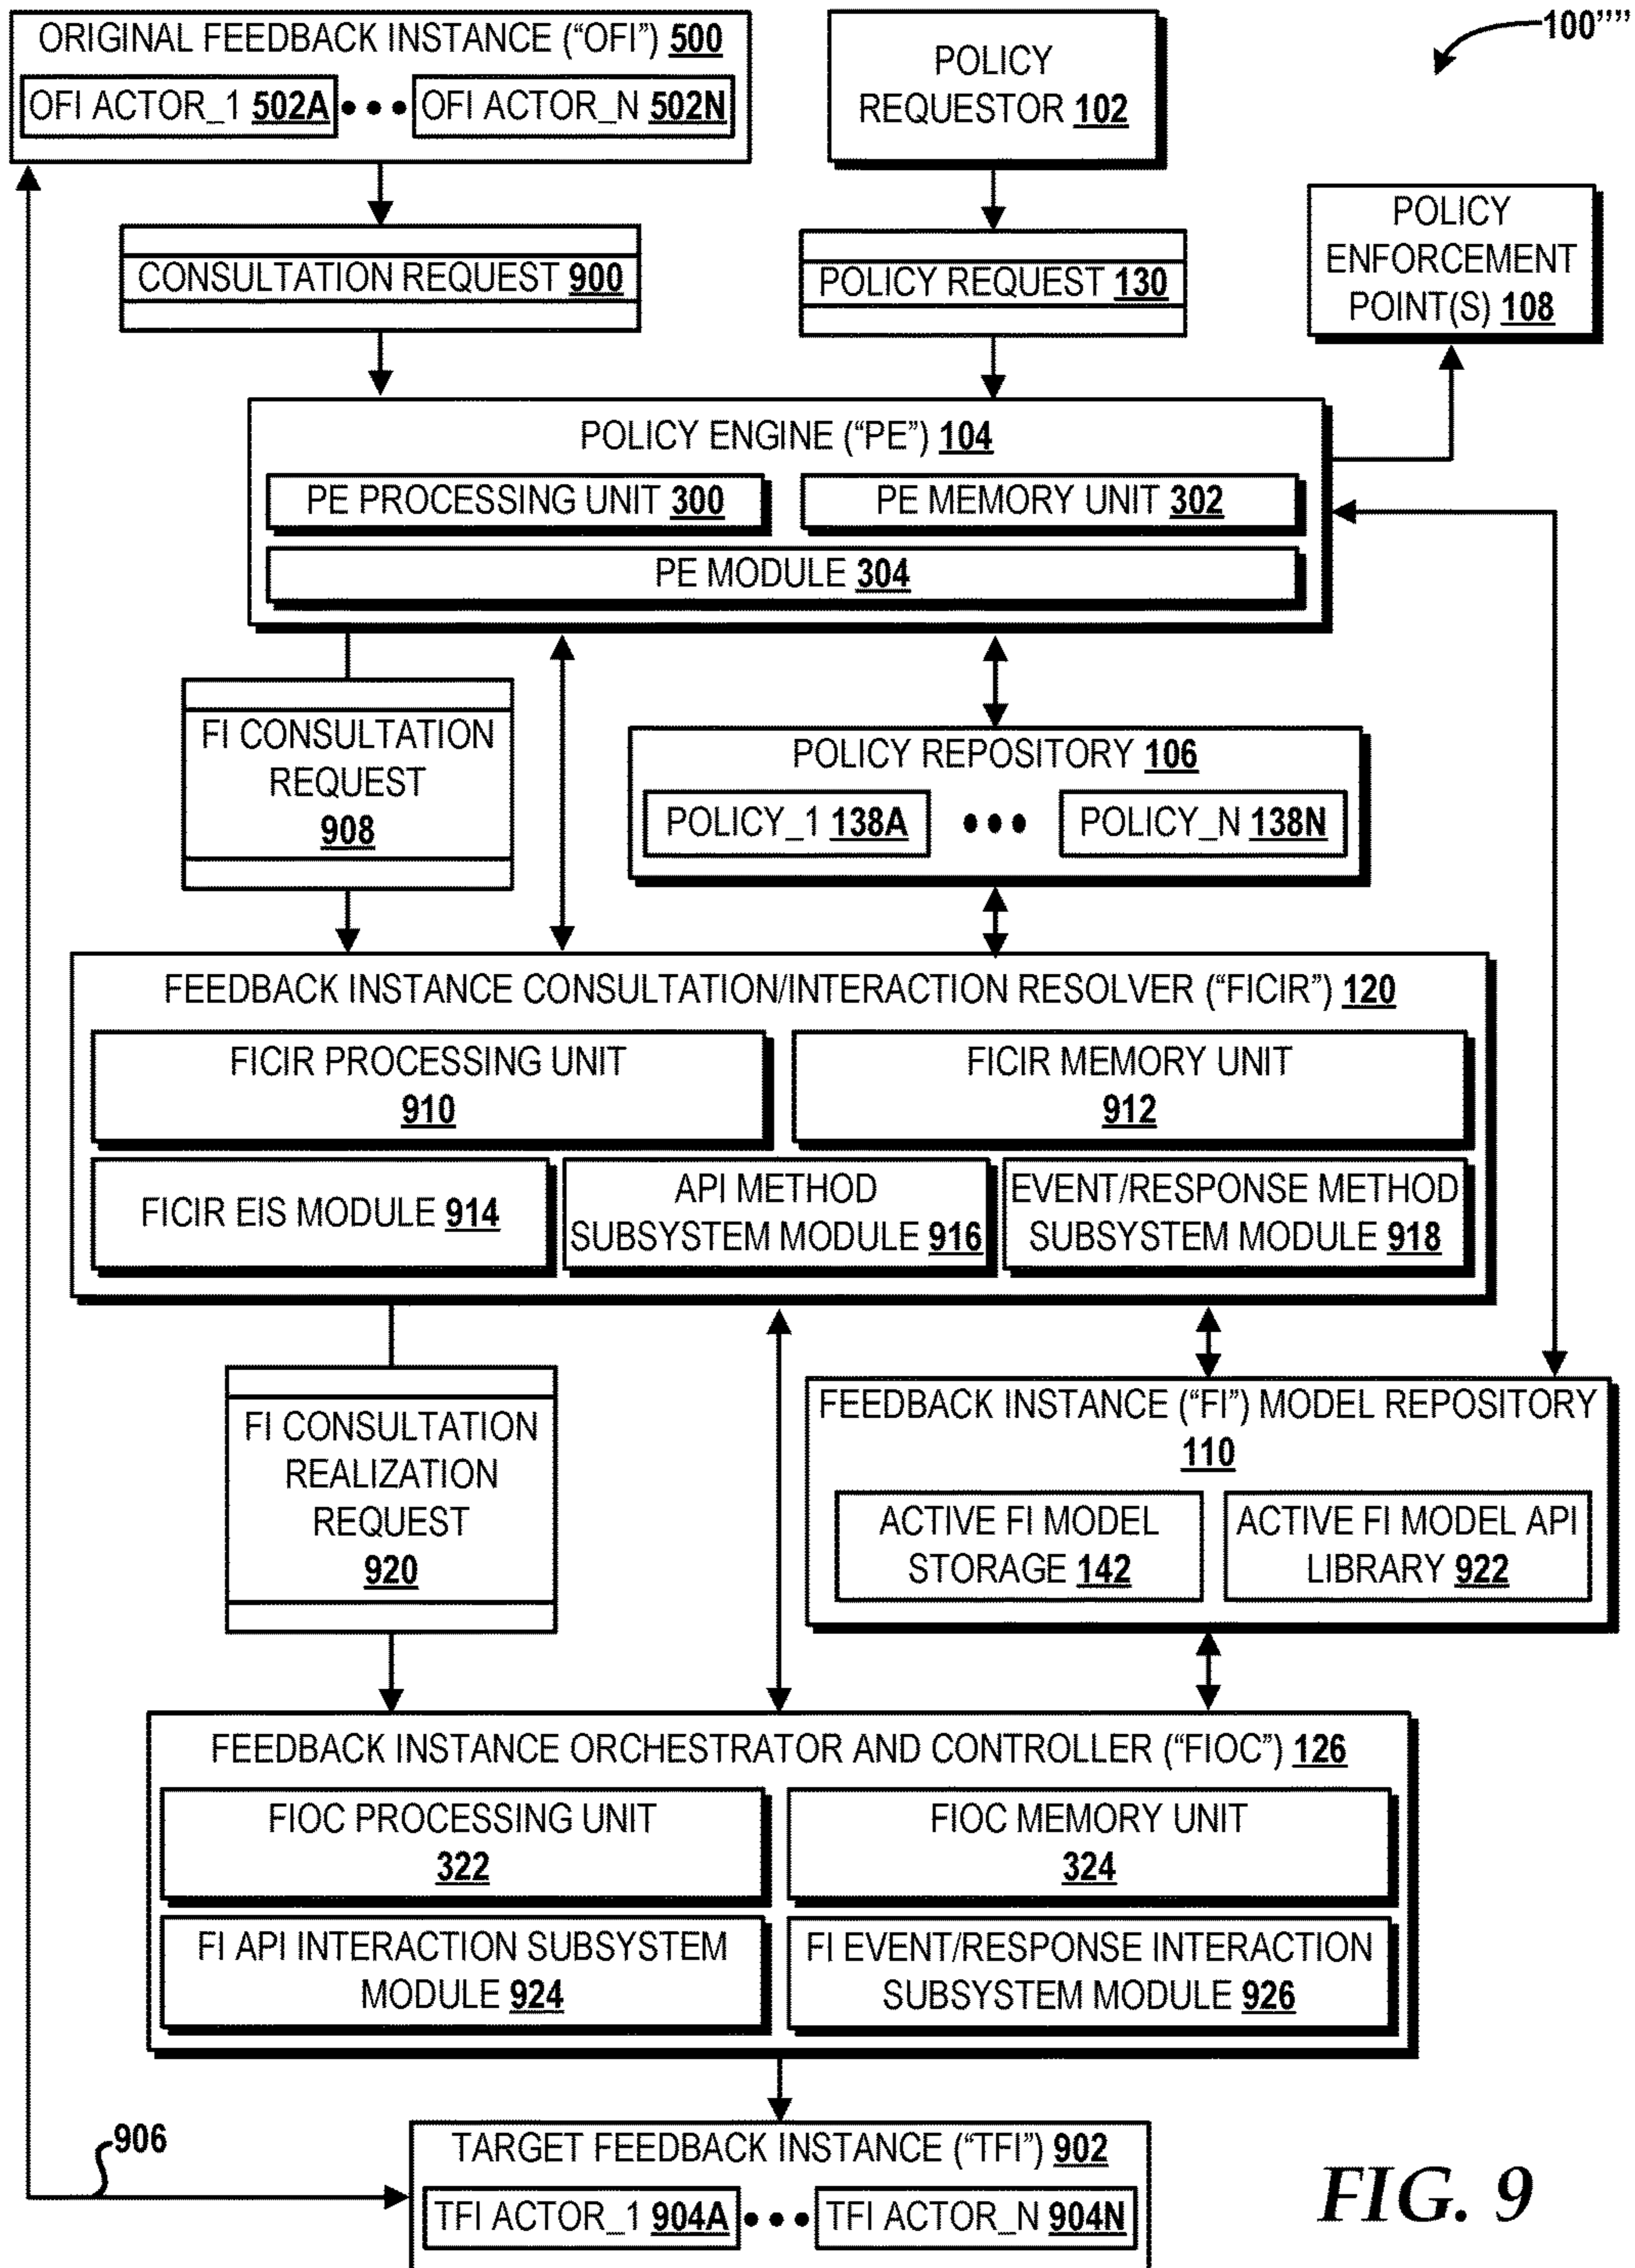 100''''
ORIGINAL FEEDBACK INSTANCE (“OFI”) 500
OFI ACTOR_1 502A ••• OFI ACTOR_N 502N
POLICY
REQUESTOR 102
CONSULTATION REQUEST 900
POLICY REQUEST 130
POLICY
ENFORCEMENT
POINT(S) 108
POLICY ENGINE (“PE”) 104
PE PROCESSING UNIT 300
PE MEMORY UNIT 302
PE MODULE 304
FI CONSULTATION
REQUEST
908
POLICY REPOSITORY 106
POLICY_1 138A ••• POLICY_N 138N
FEEDBACK INSTANCE CONSULTATION/INTERACTION RESOLVER (“FICIR”) 120
FICIR PROCESSING UNIT
910
FICIR MEMORY UNIT
912
FICIR EIS MODULE 914
API METHOD
SUBSYSTEM MODULE 916
EVENT/RESPONSE METHOD
SUBSYSTEM MODULE 918
FI CONSULTATION
REALIZATION
REQUEST
920
FEEDBACK INSTANCE (“FI”) MODEL REPOSITORY
110
ACTIVE FI MODEL
STORAGE 142
ACTIVE FI MODEL API
LIBRARY 922
FEEDBACK INSTANCE ORCHESTRATOR AND CONTROLLER (“FIOC”) 126
FIOC PROCESSING UNIT
322
FIOC MEMORY UNIT
324
FI API INTERACTION SUBSYSTEM
MODULE 924
FI EVENT/RESPONSE INTERACTION
SUBSYSTEM MODULE 926
906
TARGET FEEDBACK INSTANCE (“TFI”) 902
TFI ACTOR_1 904A ••• TFI ACTOR_N 904N
FIG. 9